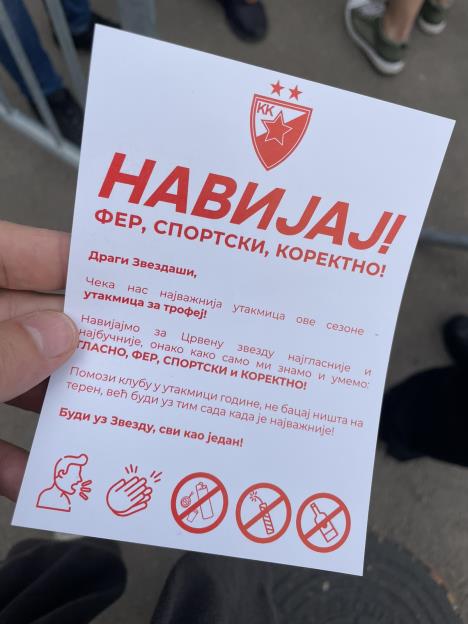 КК
НАВИЈАЈ!
ФЕР, СПОРТСКИ, КОРЕКТНО!
Драги Звездаши,
Чека нас најважнија утакмица ове сезоне -
утакмица за трофеј!
Навијајмо за Црвену звезду најгласније и
најбучније, онако како само ми знамо и умемо:
ГЛАСНО, ФЕР, СПОРТСКИ и КОРЕКТНО!
Помози клубу у утакмици године, не бацај ништа на
терен, већ буди уз тим сада када је најважније!
Буди уз Звезду, сви као један!